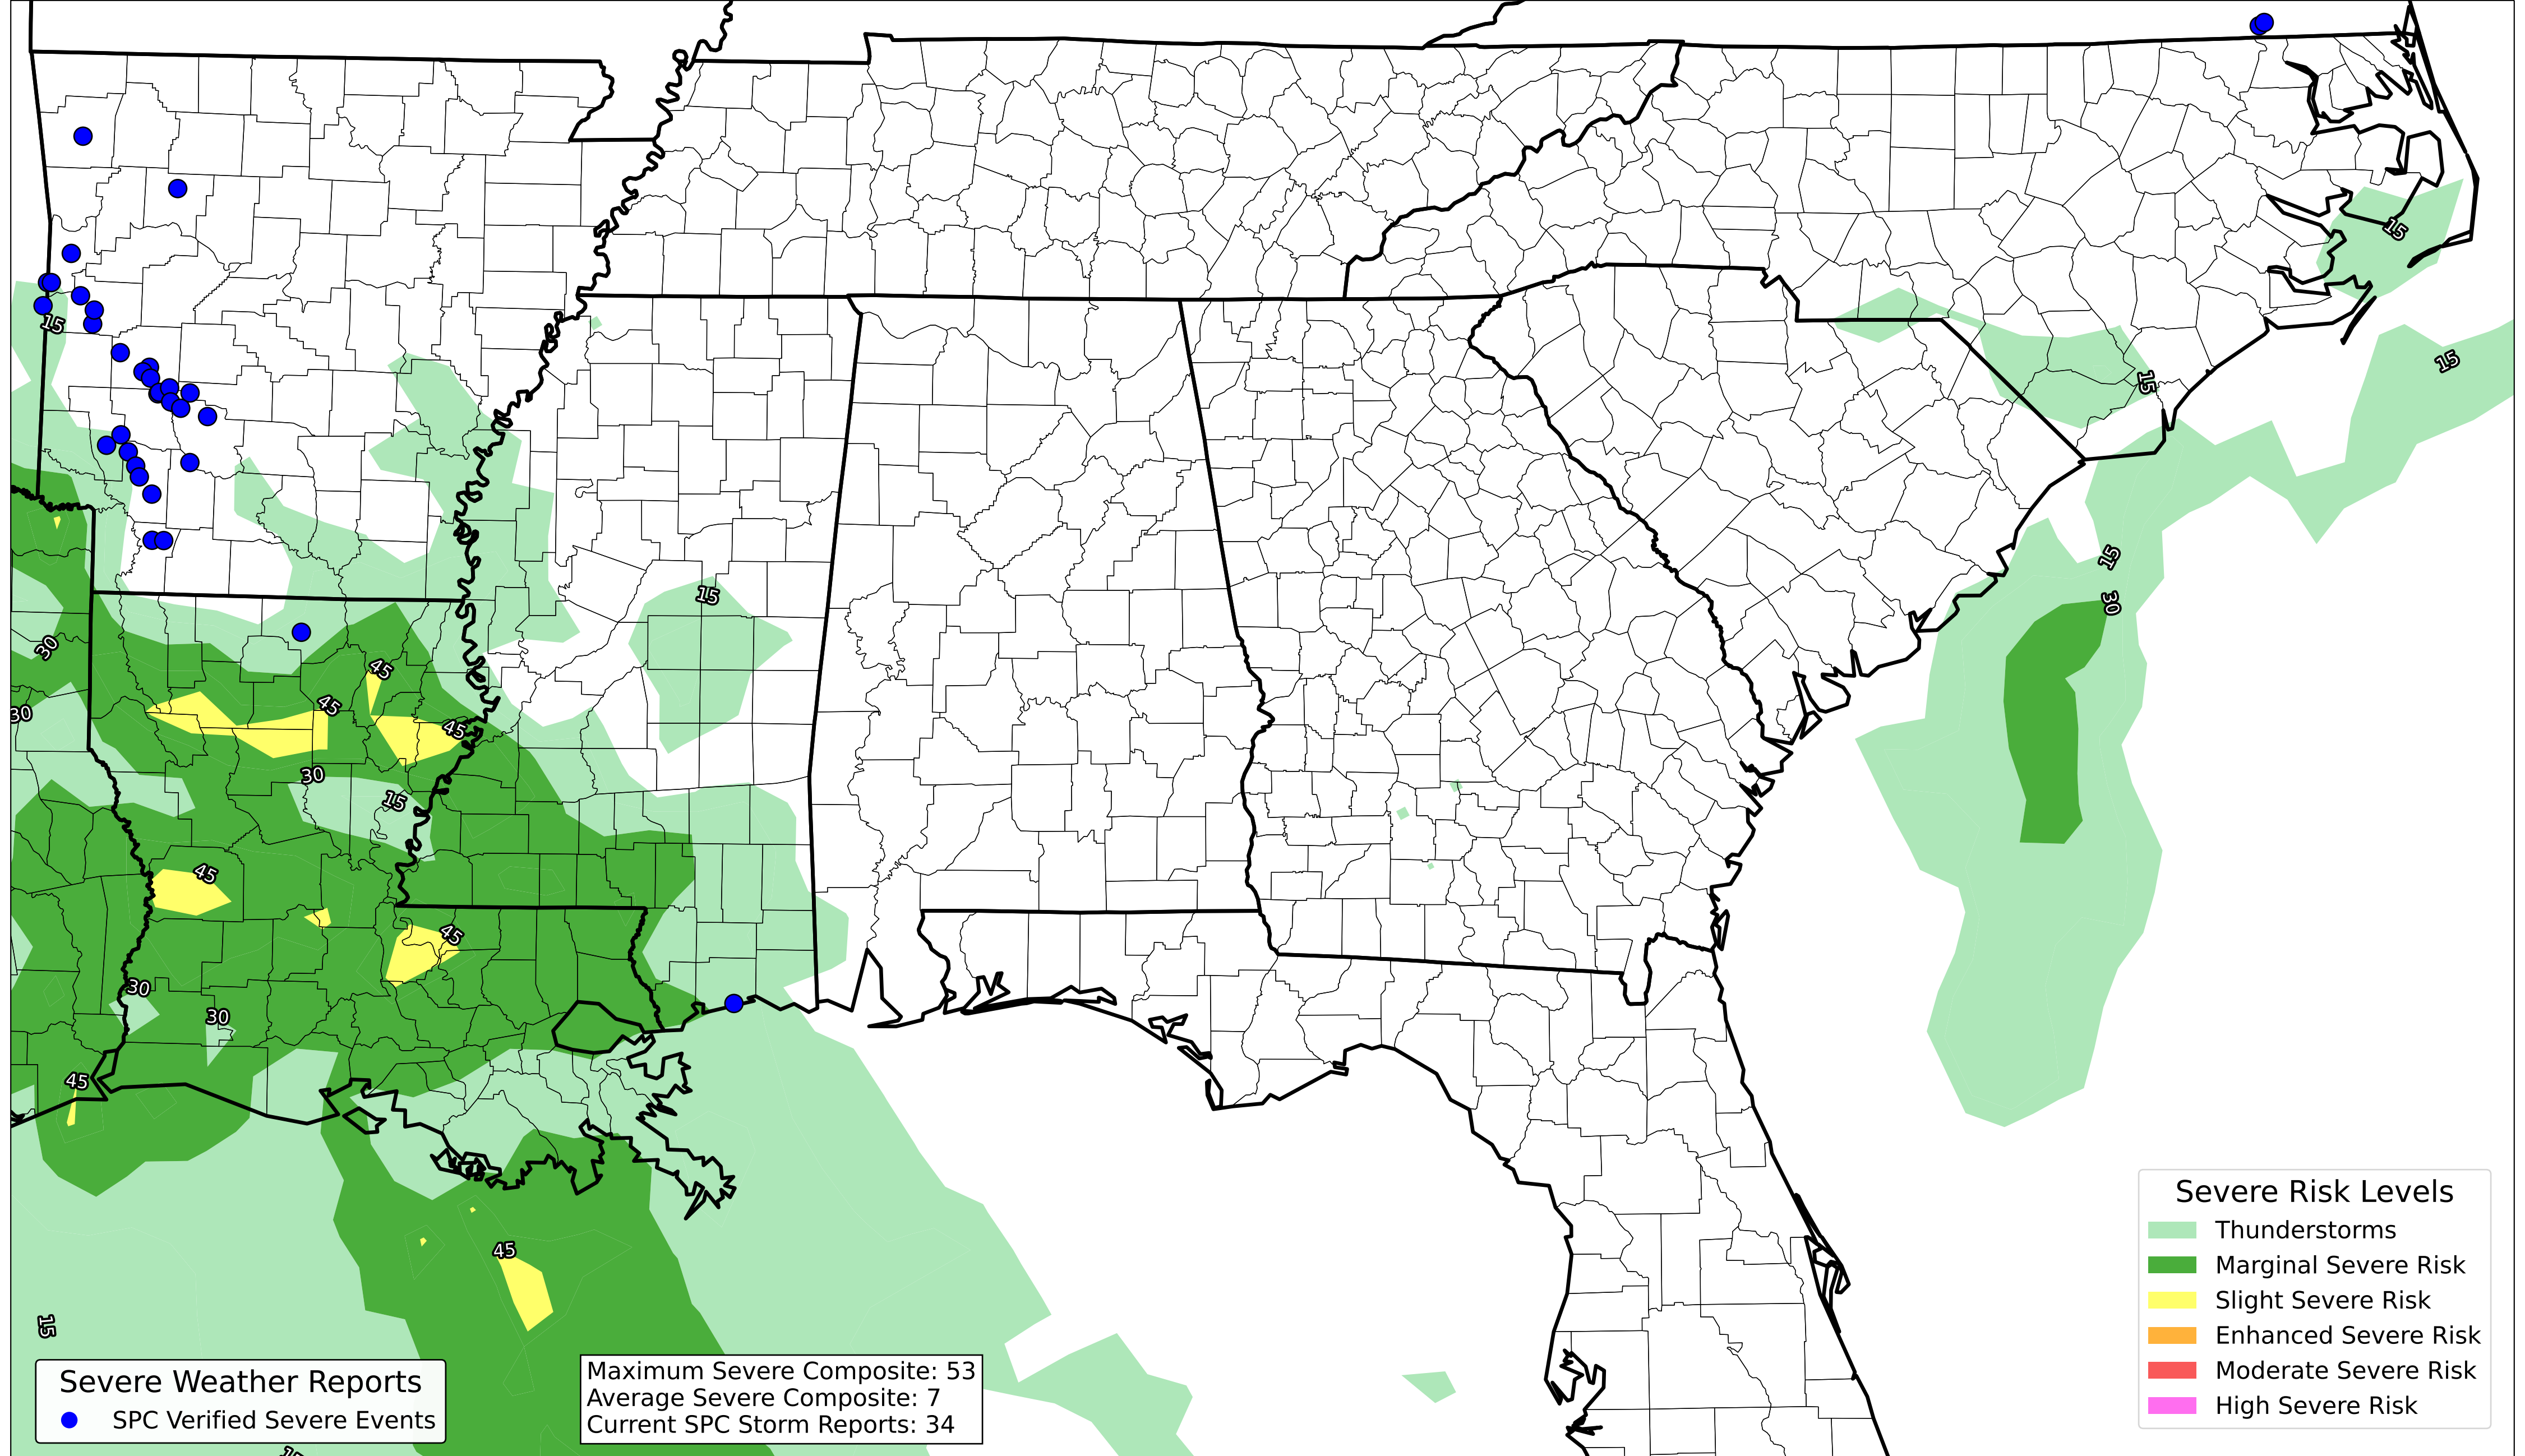 15
15
15
15
15
15
30
15
30
45
45
30
45
30
15
45
45
30
30
45
45
15
15
Severe Risk Levels
Thunderstorms
Marginal Severe Risk
Slight Severe Risk
Enhanced Severe Risk
Moderate Severe Risk
High Severe Risk
Severe Weather Reports
SPC Verified Severe Events
Maximum Severe Composite: 53
Average Severe Composite: 7
Current SPC Storm Reports: 34